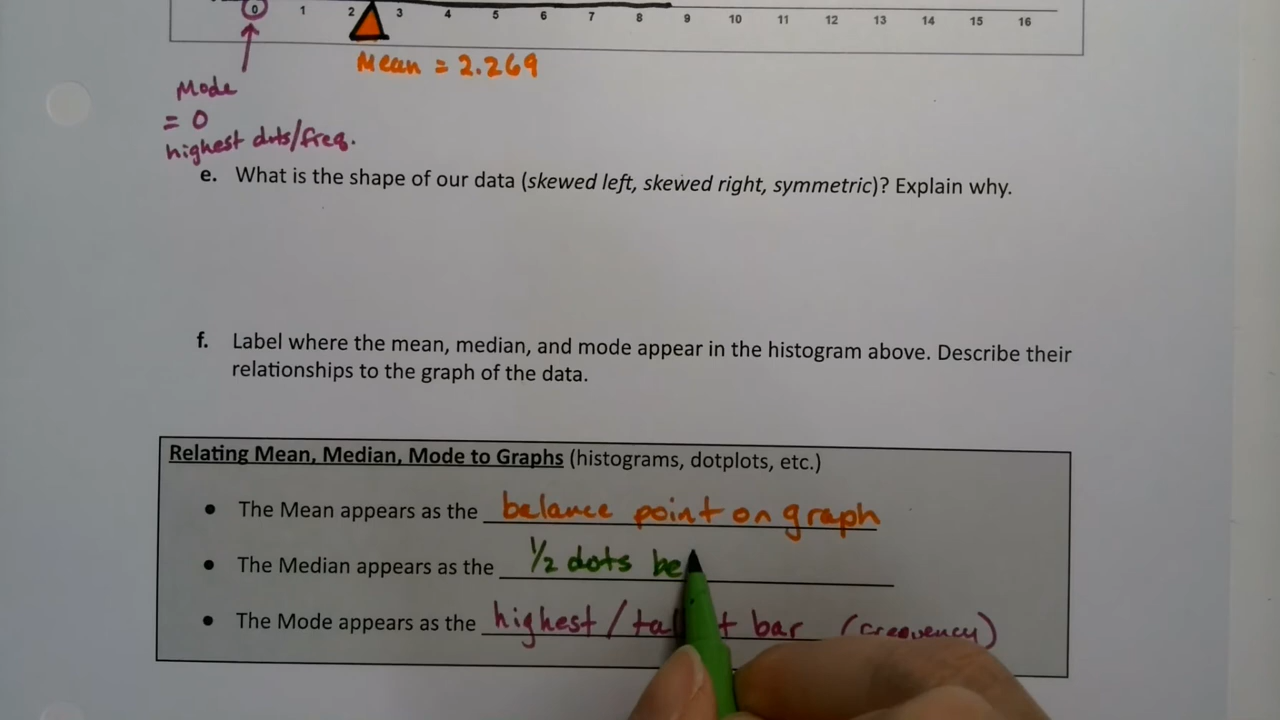 0 1 2 3 4 5 6 7 8 9 10 11 12 13 14 15 16
Mean = 2.269
Mode
= 0
highest dots/freq.
e. What is the shape of our data (skewed left, skewed right, symmetric)? Explain why.
f. Label where the mean, median, and mode appear in the histogram above. Describe their
relationships to the graph of the data.
Relating Mean, Median, Mode to Graphs (histograms, dotplots, etc.)
• The Mean appears as the balance point on graph
• The Median appears as the 1/2 dots be
• The Mode appears as the highest / bar